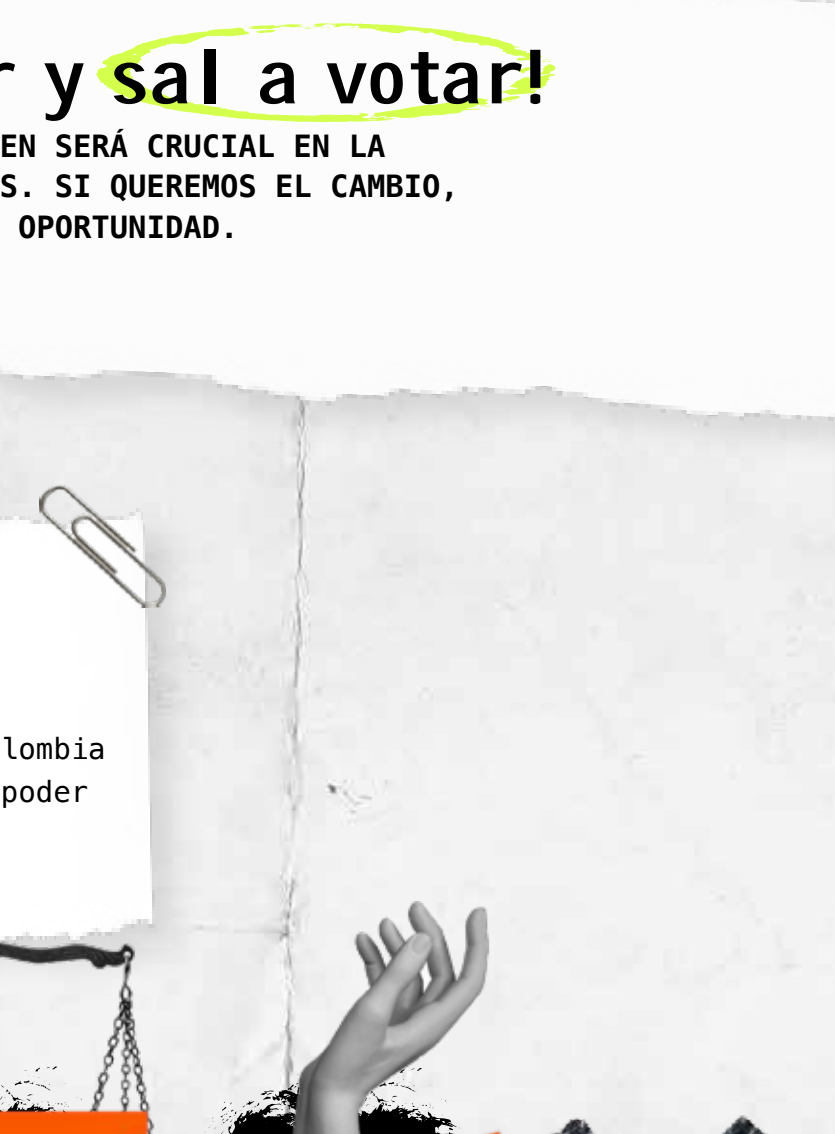 r y sal a votar!
EN SERÁ CRUCIAL EN LA
S. SI QUEREMOS EL CAMBIO,
OPORTUNIDAD.
lombia
poder